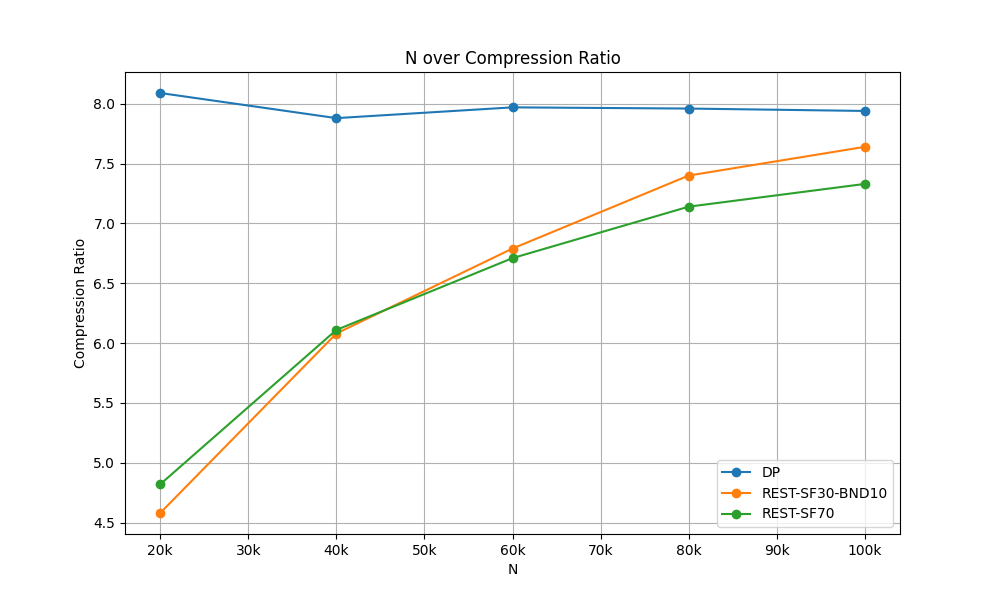 N over Compression Ratio
Compression Ratio
8.0
7.5
7.0
6.5
6.0
5.5
5.0
4.5
20k 30k 40k 50k 60k 70k 80k 90k 100k
N
DP
REST-SF30-BND10
REST-SF70